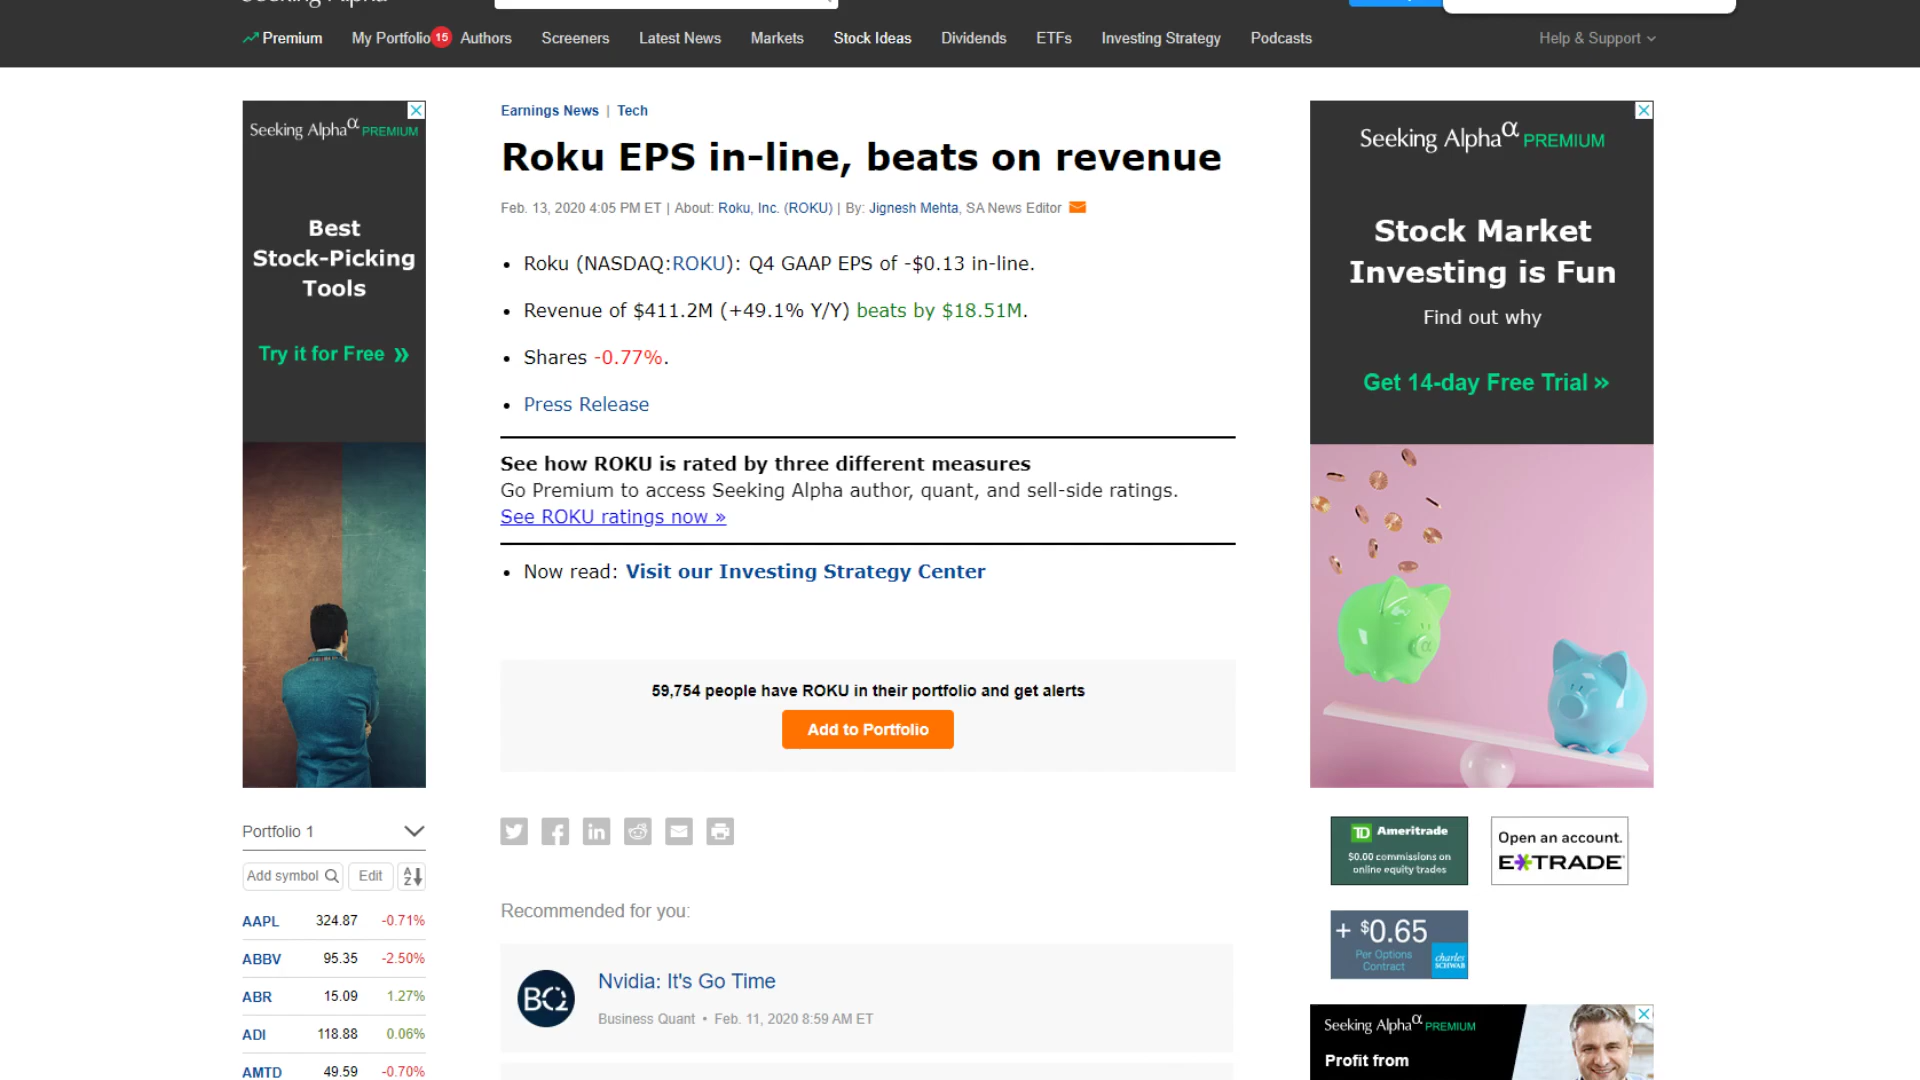 Premium My Portfolio 15 Authors Screeners Latest News Markets Stock Ideas Dividends ETFs Investing Strategy Podcasts Help & Support
Seeking Alpha α PREMIUM
Best
Stock-Picking
Tools
Try it for Free »
Earnings News | Tech
Roku EPS in-line, beats on revenue
Feb. 13, 2020 4:05 PM ET | About: Roku, Inc. (ROKU) | By: Jignesh Mehta, SA News Editor
• Roku (NASDAQ:ROKU): Q4 GAAP EPS of -$0.13 in-line.
• Revenue of $411.2M (+49.1% Y/Y) beats by $18.51M.
• Shares -0.77%.
• Press Release
See how ROKU is rated by three different measures
Go Premium to access Seeking Alpha author, quant, and sell-side ratings.
See ROKU ratings now »
• Now read: Visit our Investing Strategy Center
59,754 people have ROKU in their portfolio and get alerts
Add to Portfolio
Recommended for you:
BQ
Nvidia: It's Go Time
Business Quant • Feb. 11, 2020 8:59 AM ET
Seeking Alpha α PREMIUM
Stock Market
Investing is Fun
Find out why
Get 14-day Free Trial »
Portfolio 1
Add symbol Edit A Z
AAPL 324.87 -0.71%
ABBV 95.35 -2.50%
ABR 15.09 1.27%
ADI 118.88 0.06%
AMTD 49.59 -0.70%
TD Ameritrade
$0.00 commissions on
online equity trades
Open an account.
E*TRADE
+ $0.65
Per Options
Contract
charles
SCHWAB
Seeking Alpha α PREMIUM
Profit from